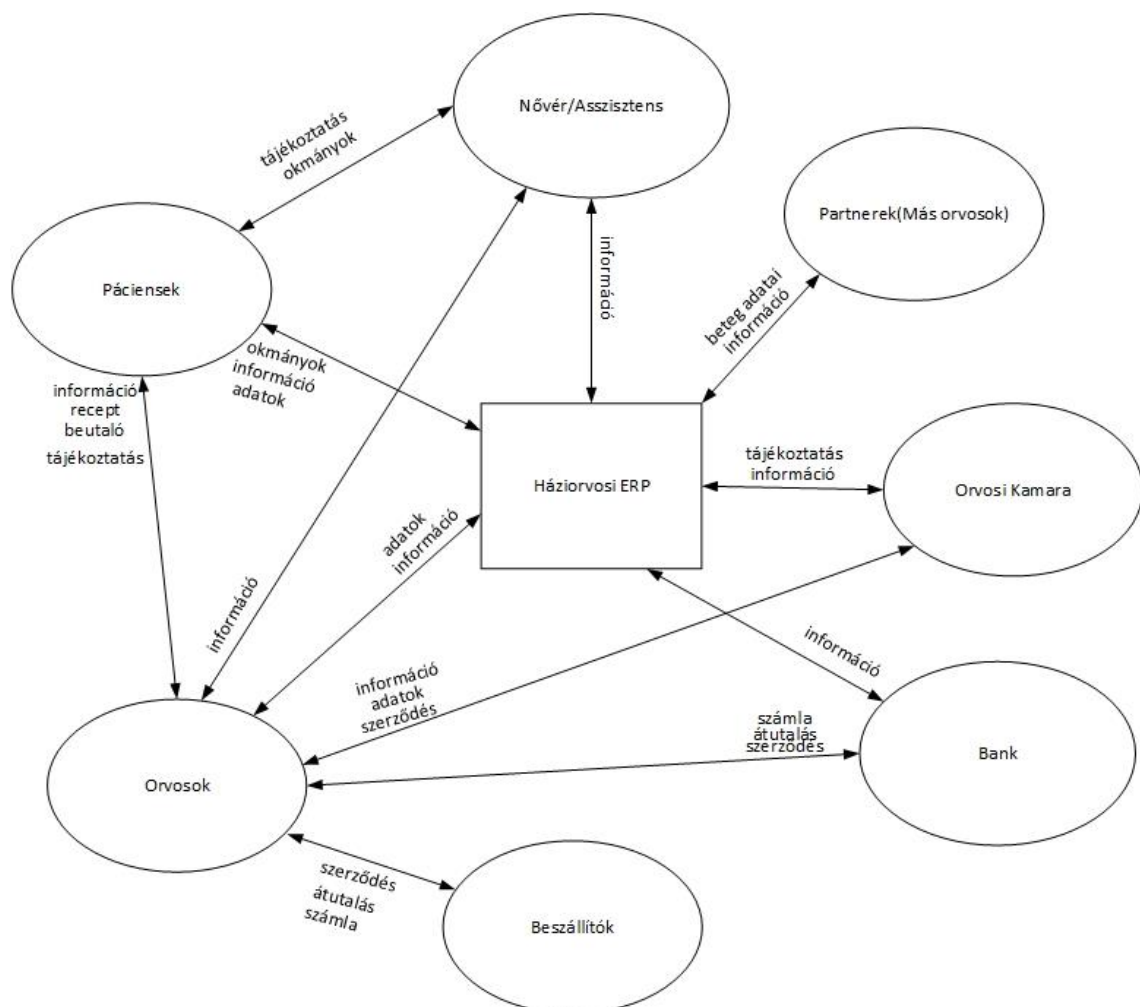 Nővér/Asszisztens
tájékoztatás
okmányok
Partnerek(Más orvosok)
Páciensek
információ
beteg adatai
információ
okmányok
információ
adatok
információ
recept
beutaló
tájékoztatás
Háziorvosi ERP
tájékoztatás
információ
Orvosi Kamara
adatok
információ
információ
információ
információ
adatok
szerződés
számla
átutalás
szerződés
Bank
Orvosok
szerződés
átutalás
számla
Beszállítók